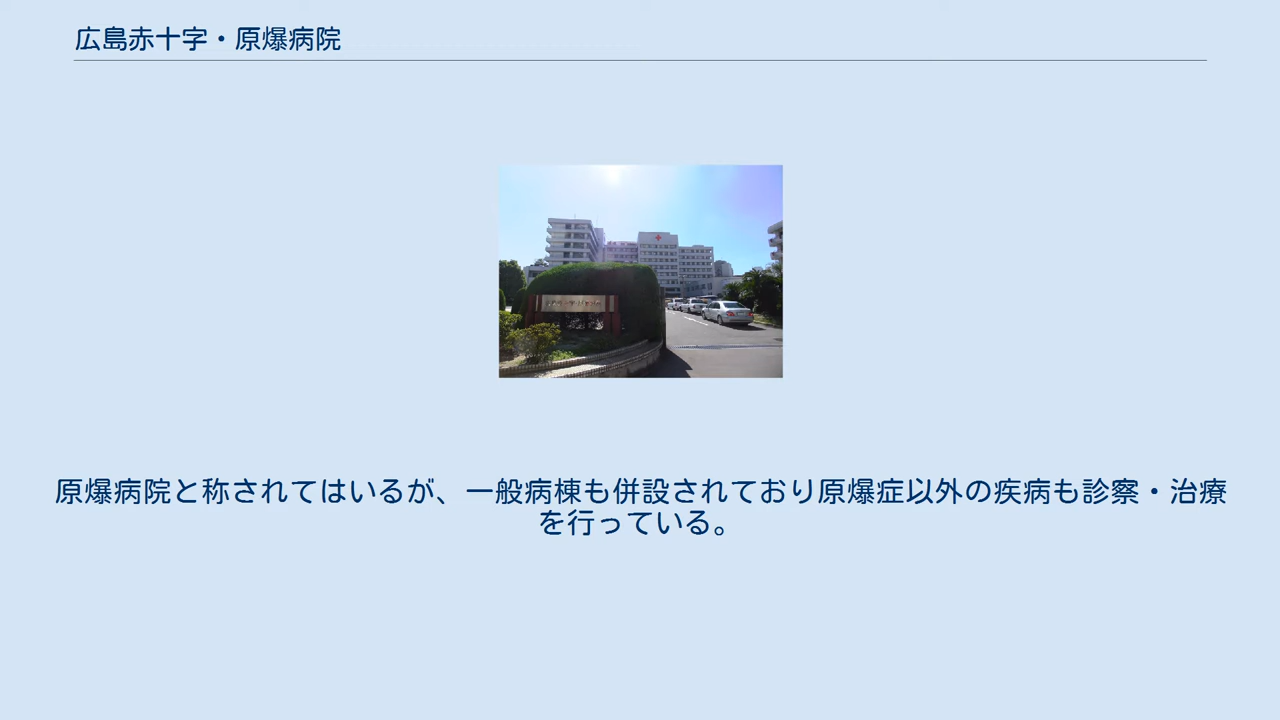 広島赤十字・原爆病院
原爆病院と称されてはいるが、一般病棟も併設されており原爆症以外の疾病も診察・治療
を行っている。